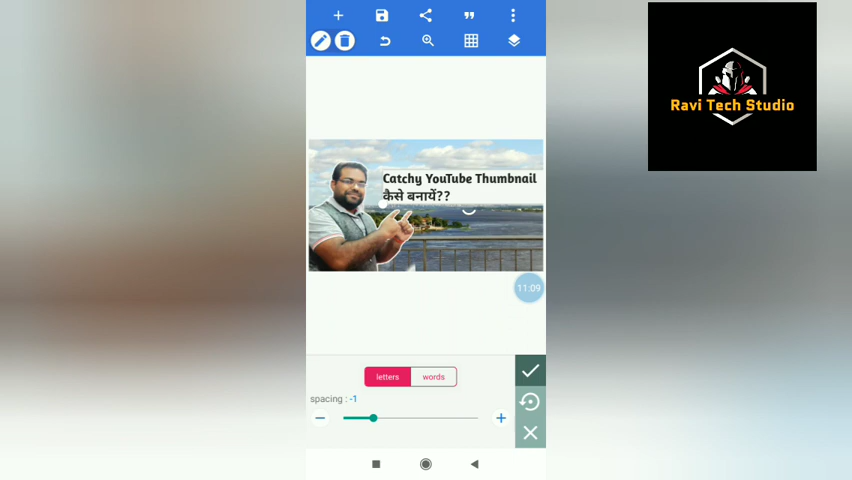 Ravi Tech Studio
Catchy YouTube Thumbnail
कैसे बनायें??
11:09
letters words
spacing : -1